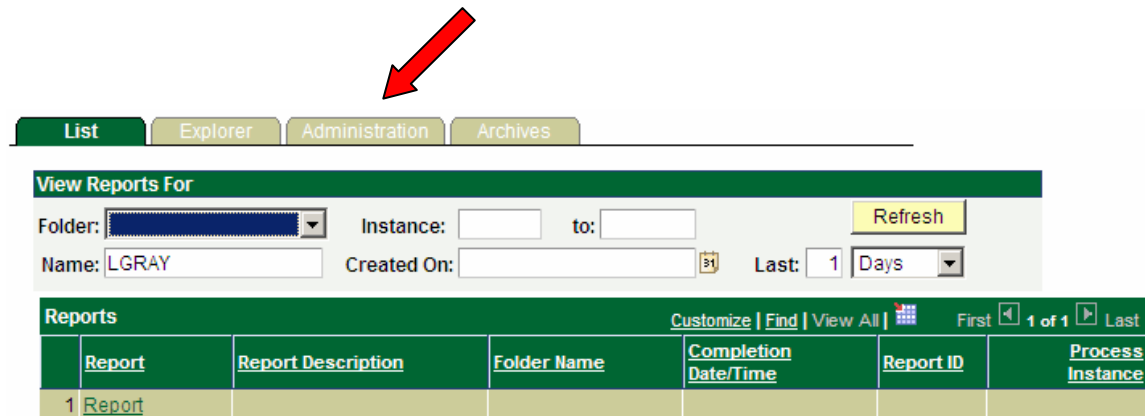 List Explorer Administration Archives
View Reports For
Folder: Instance: to: Refresh
Name: LGRAY Created On: 31 Last: 1 Days
Reports Customize | Find | View All | First 1 of 1 Last
Report Report Description Folder Name Completion Date/Time Report ID Process Instance
1 Report